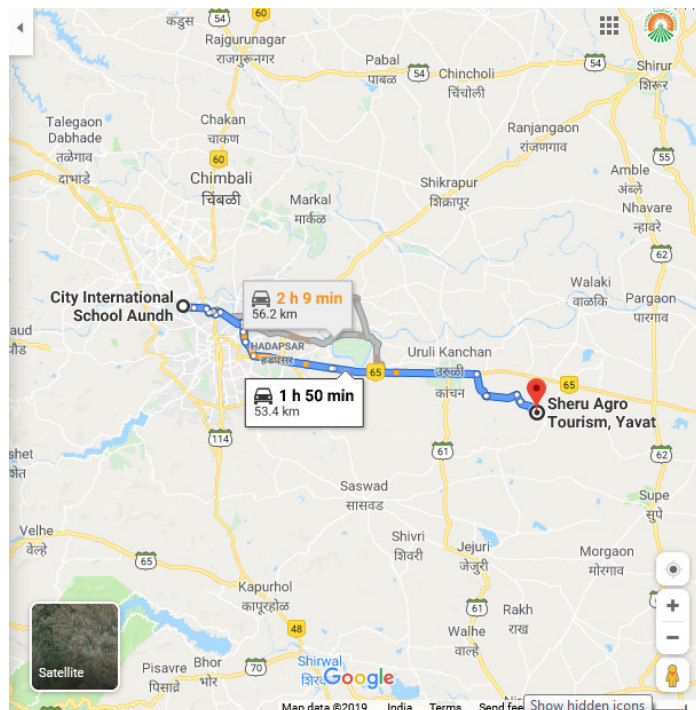 कडुस
54
60
Rajgurunagar
राजगुरूनगर
Pabal
पाबळ
54
Chincholi
चिंचोली
54
Shirur
शिरूर
Talegaon
Dabhade
तळेगाव
दाभाडे
Chakan
चाकण
60
Chimbali
चिंबळी
Ranjangaon
रांजणगाव
55
Amble
अंब्ले
Markal
मार्कळ
Shikrapur
शिक्रापूर
Nhavare
न्हावरे
62
City International
School Aundh
2 h 9 min
56.2 km
Walaki
वाळकि
Pargaon
पारगाव
aud
पौड
HADAPSAR
हडपसर
65
Uruli Kanchan
उरुळी
कांचन
65
1 h 50 min
53.4 km
Sheru Agro
Tourism, Yavat
114
61
62
Saswad
सासवड
Supe
सुपे
Velhe
वेल्हे
65
Shivri
शिवरी
Jejuri
जेजुरी
Morgaon
मोरगाव
Kapurhol
कापूरहोळ
61
Rakh
राख
48
Walhe
वाल्हे
Satellite
Pisavre
पिसाव्रे
Bhor
भोर
70
Shirwal
Google
Map data ©2019 India Terms Send fee
Show hidden icons